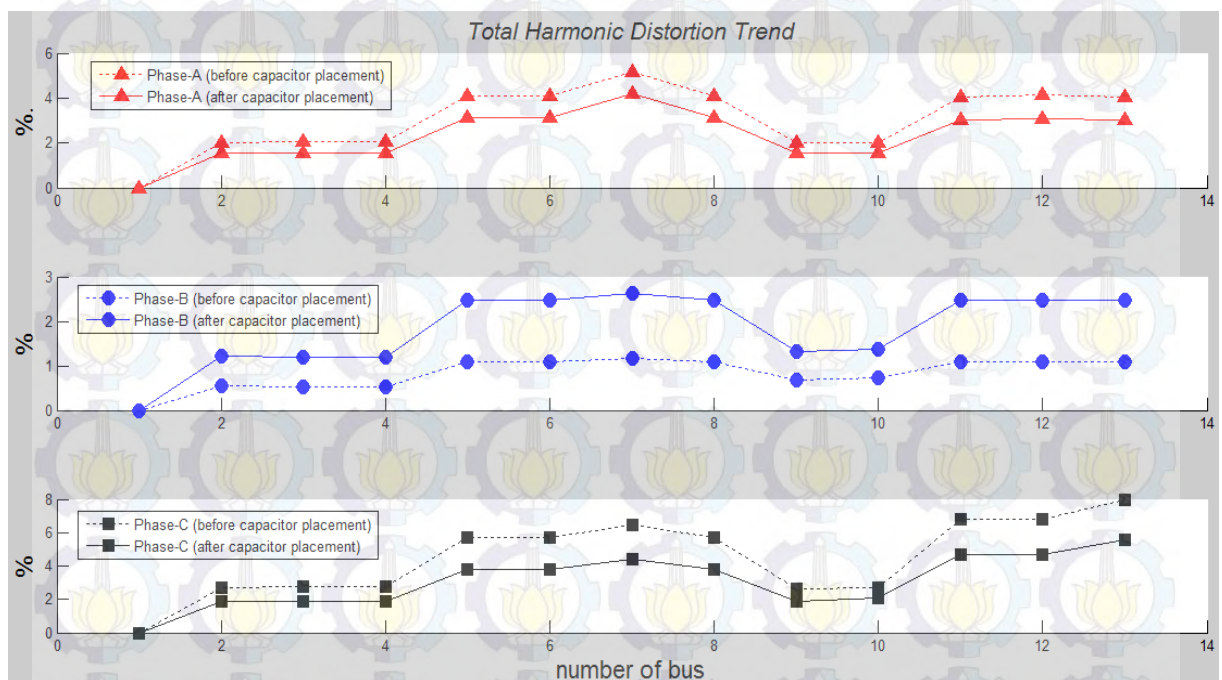 Total Harmonic Distortion Trend
6
4
2
0
%.
Phase-A (before capacitor placement)
Phase-A (after capacitor placement)
0 2 4 6 8 10 12 14
3
2
1
0
%
Phase-B (before capacitor placement)
Phase-B (after capacitor placement)
0 2 4 6 8 10 12 14
8
6
4
2
0
%
Phase-C (before capacitor placement)
Phase-C (after capacitor placement)
0 2 4 6 8 10 12 14
number of bus